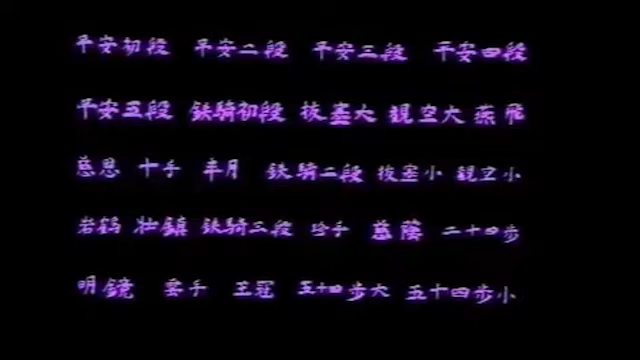 平安初段 平安二段 平安三段 平安四段
平安五段 鉄騎初段 抜塞大 観空大 燕飛
慈恩 十手 半月 鉄騎二段 抜塞小 観空小
岩鶴 壮鎮 鉄騎三段 珍手 慈蔭 二十四歩
明鏡 雲手 王冠 五十四歩大 五十四歩小